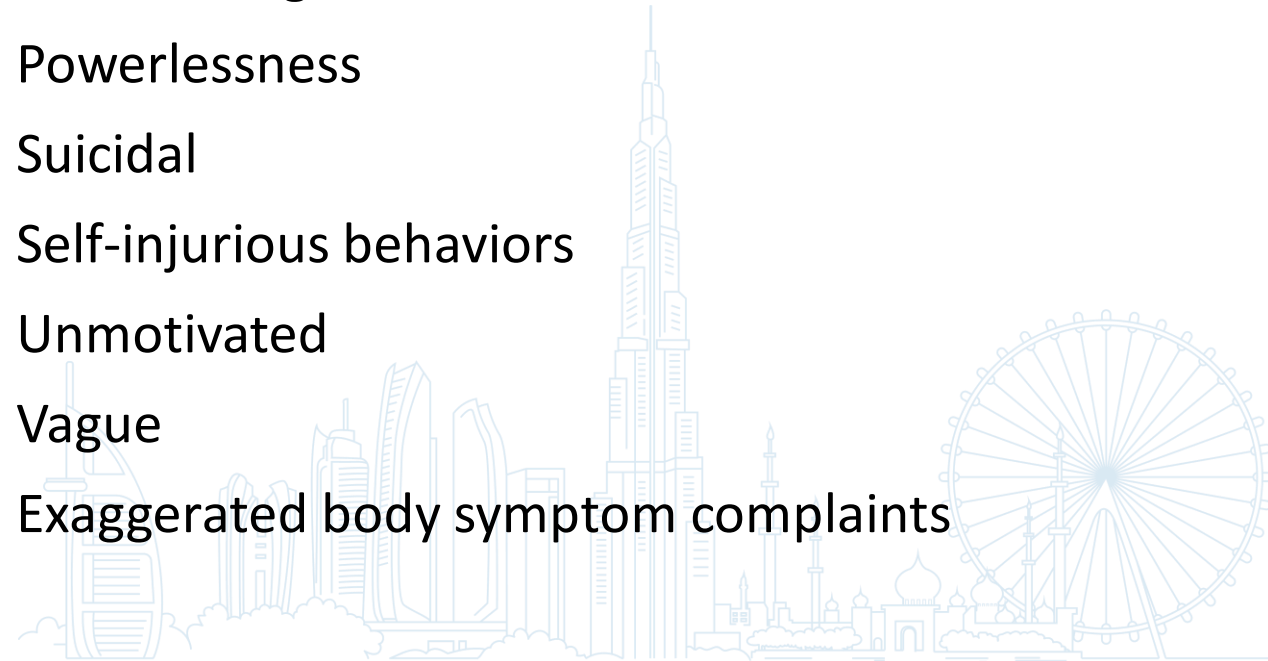 Powerlessness
Suicidal
Self-injurious behaviors
Unmotivated
Vague
Exaggerated body symptom complaints